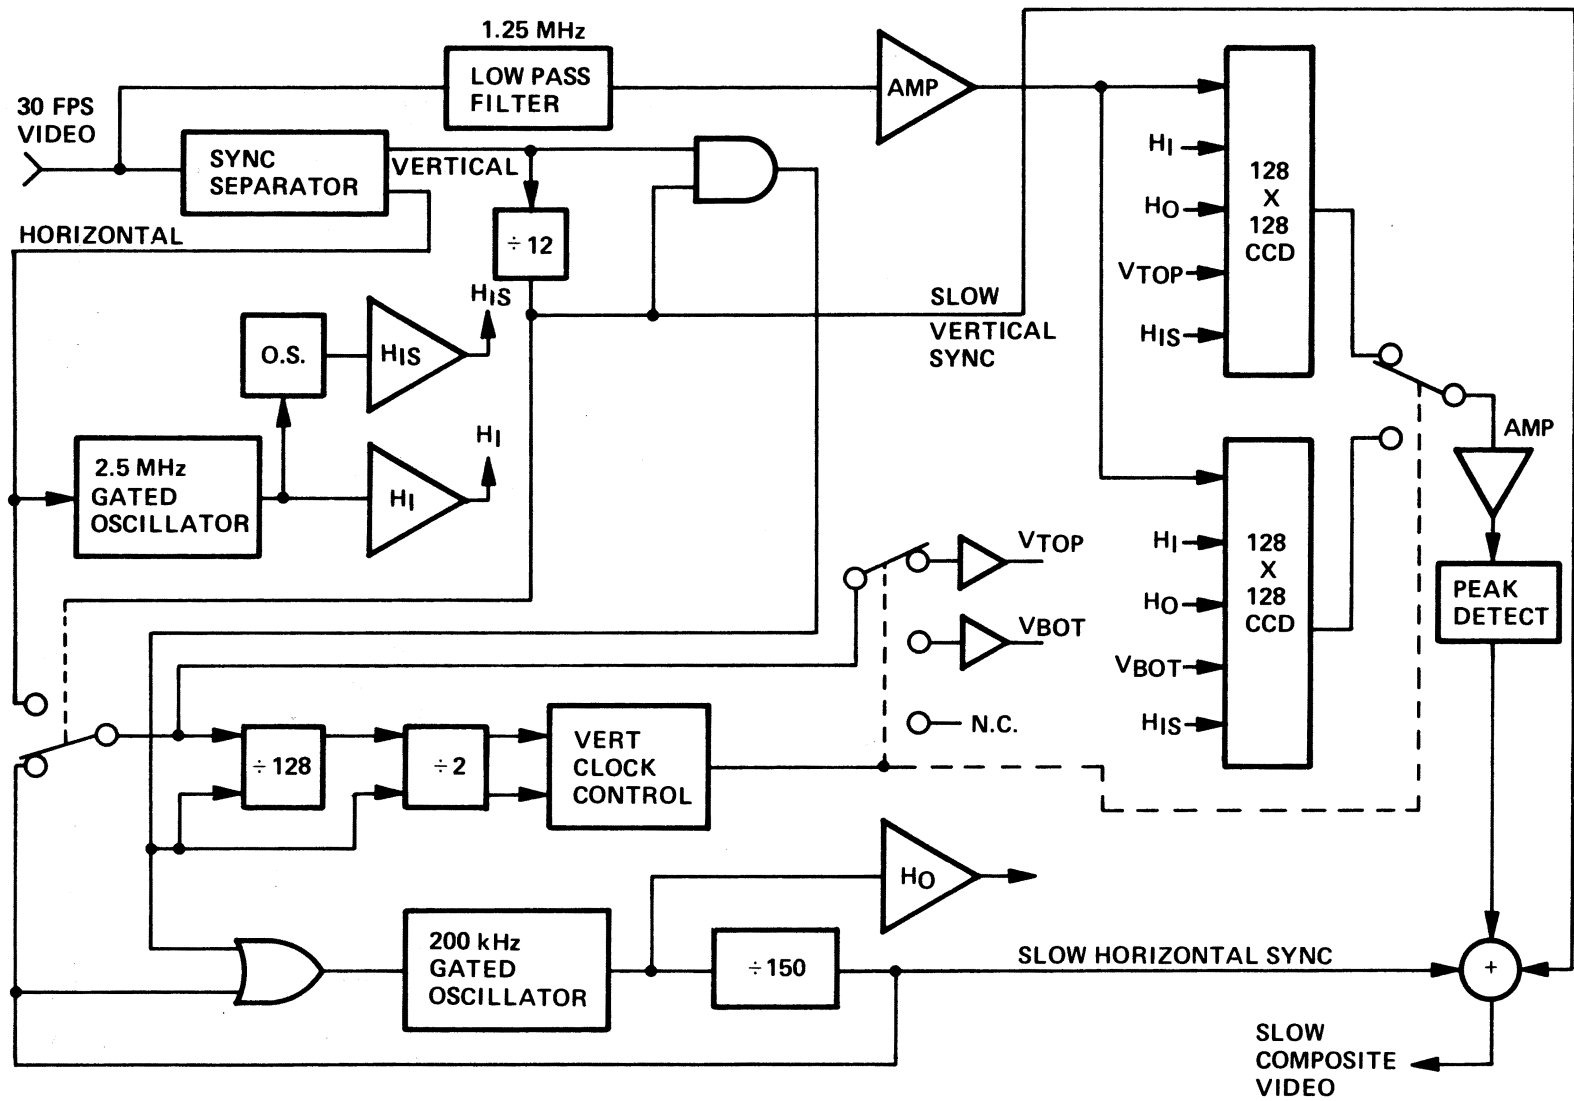 1.25 MHz
LOW PASS
FILTER
AMP
30 FPS
VIDEO
SYNC
SEPARATOR
VERTICAL
HORIZONTAL
÷ 12
HIS
O.S.
HIS
SLOW
VERTICAL
SYNC
2.5 MHz
GATED
OSCILLATOR
HI
HI
128
X
128
CCD
HI
HO
VTOP
HIS
128
X
128
CCD
HI
HO
VBOT
HIS
AMP
PEAK
DETECT
VTOP
VBOT
N.C.
÷ 128
÷ 2
VERT
CLOCK
CONTROL
HO
200 kHz
GATED
OSCILLATOR
÷ 150
SLOW HORIZONTAL SYNC
+
SLOW
COMPOSITE
VIDEO